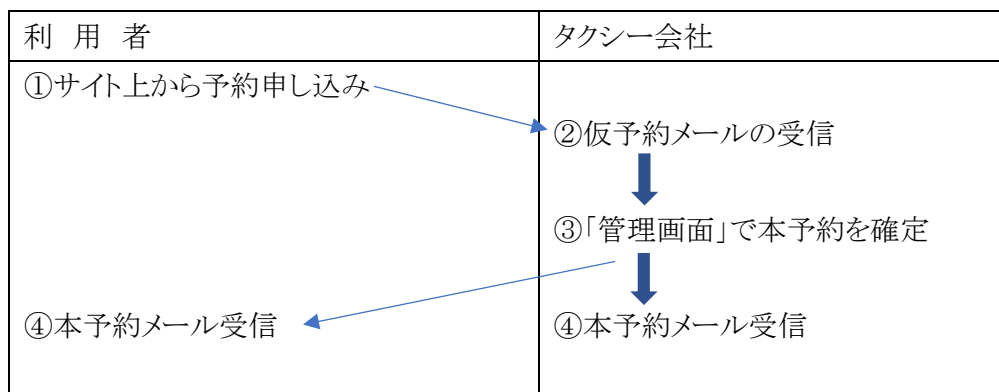 利 用 者
タクシー会社
①サイト上から予約申し込み
②仮予約メールの受信
③「管理画面」で本予約を確定
④本予約メール受信
④本予約メール受信